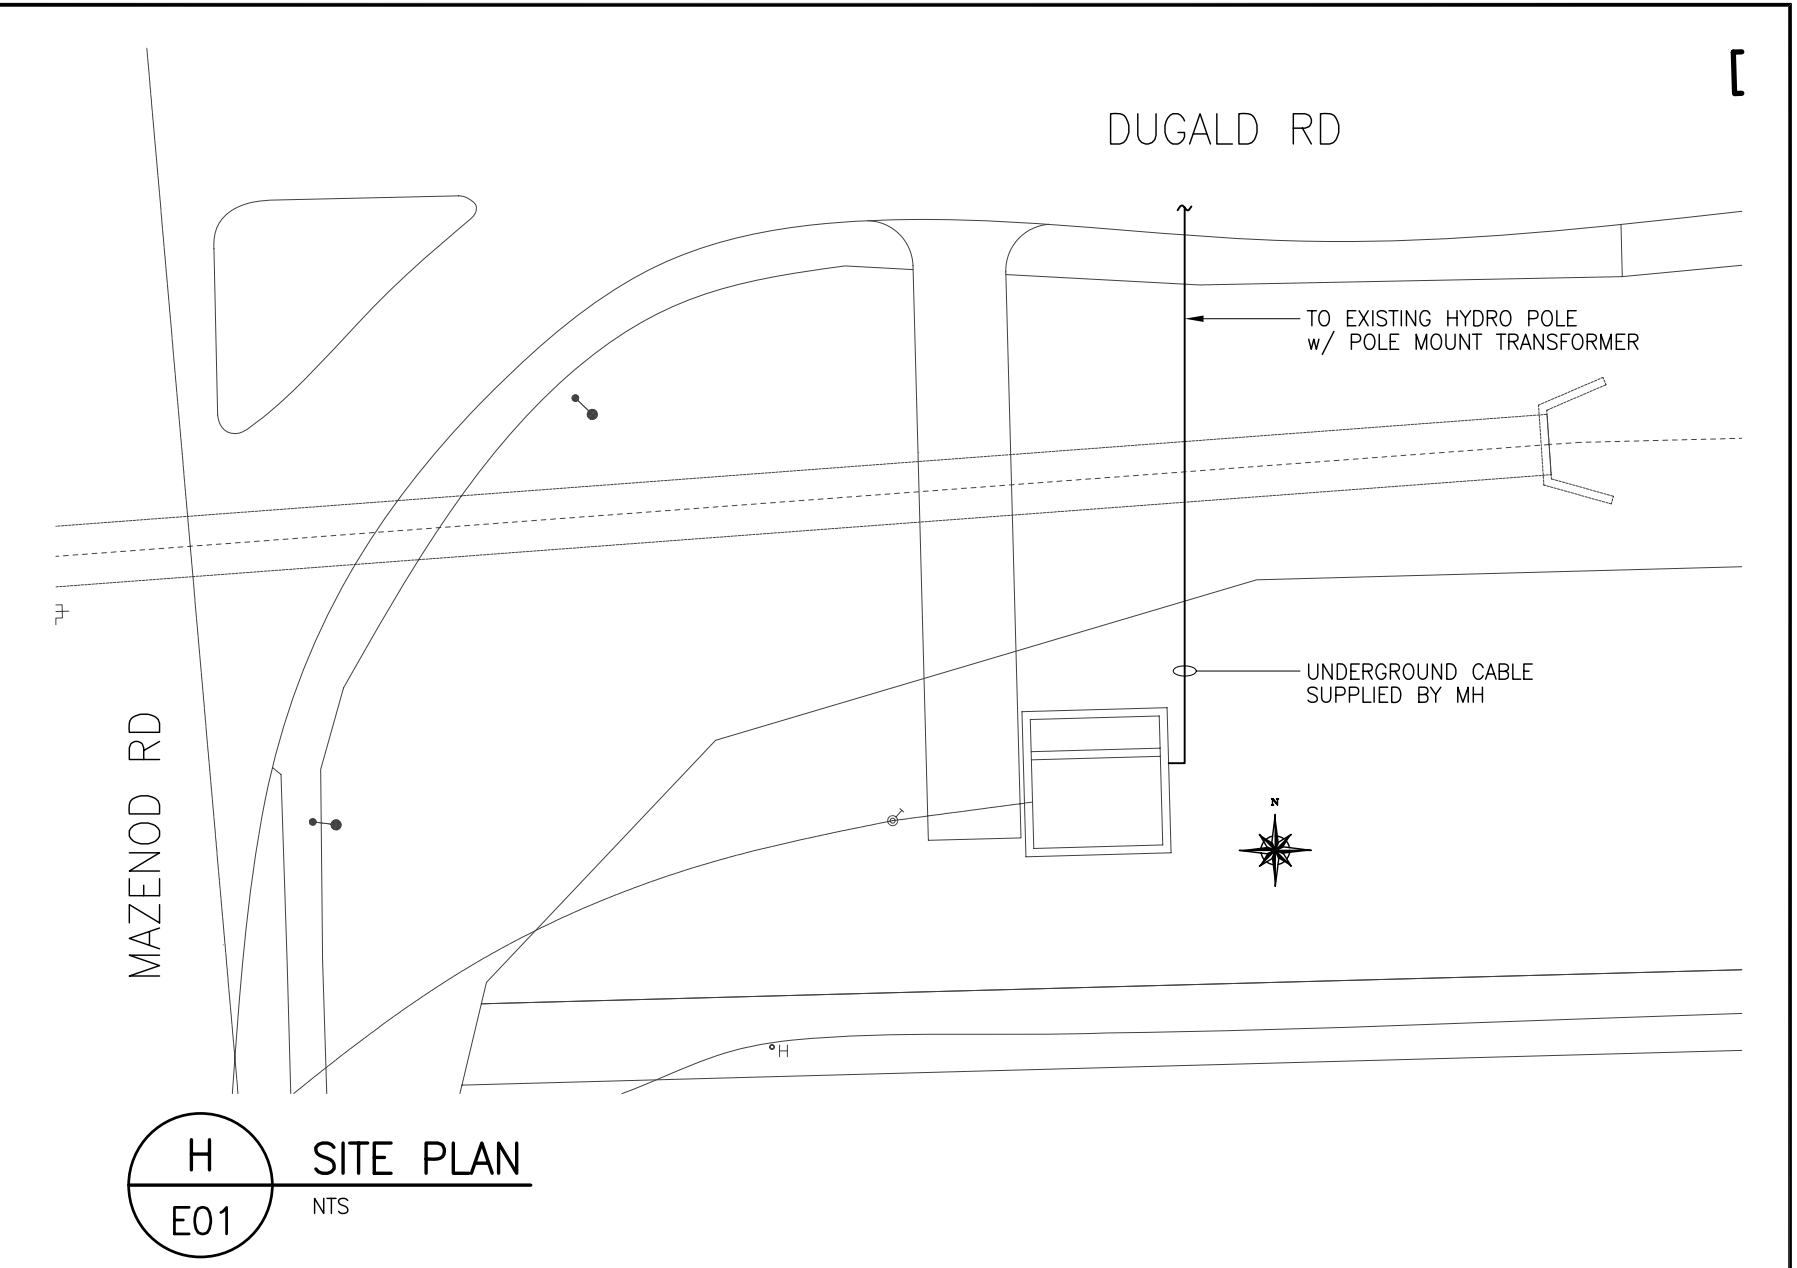 DUGALD RD
TO EXISTING HYDRO POLE
w/ POLE MOUNT TRANSFORMER
UNDERGROUND CABLE
SUPPLIED BY MH
MAZENOD RD
N
H
H
E01
SITE PLAN
NTS